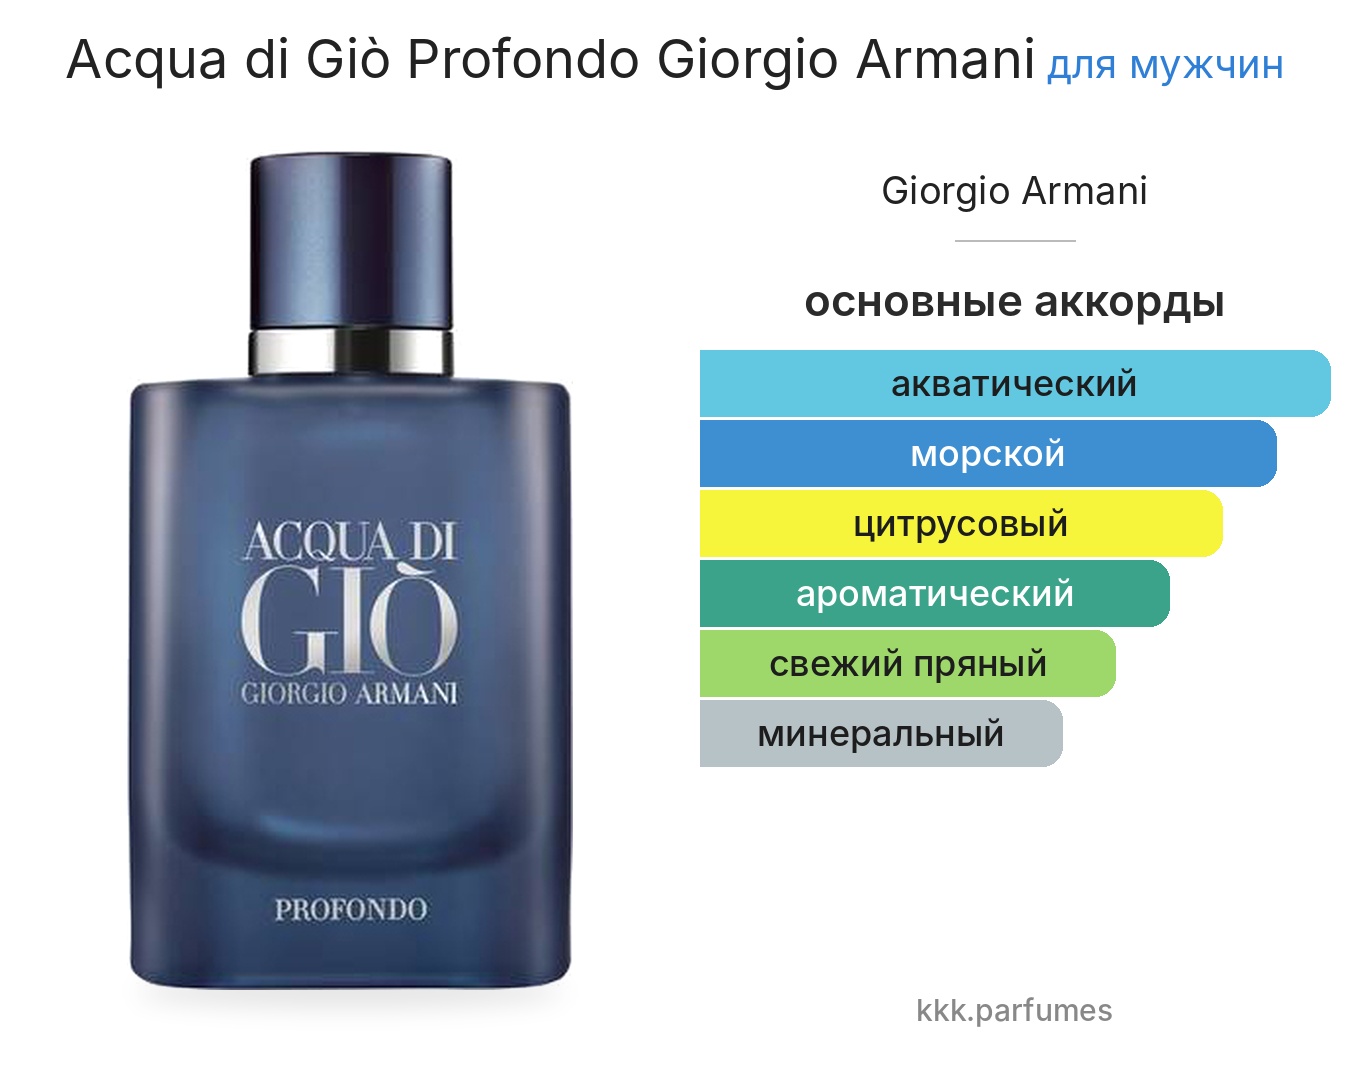 Acqua di Giò Profondo Giorgio Armani для мужчин
Giorgio Armani
основные аккорды
акватический
морской
цитрусовый
ароматический
свежий пряный
минеральный
ACQUA DI
GIÒ
GIORGIO ARMANI
PROFONDO
kkk.parfumes